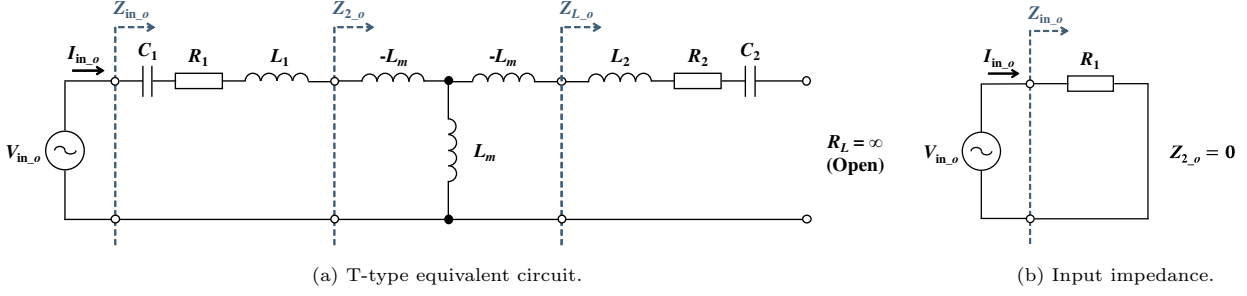 Z_in_o Z_2_o Z_L_o
I_in_o C_1 R_1 L_1 -L_m -L_m L_2 R_2 C_2
V_in_o L_m
R_L = ∞
(Open)
(a) T-type equivalent circuit.
Z_in_o
I_in_o R_1
V_in_o Z_2_o = 0
(b) Input impedance.